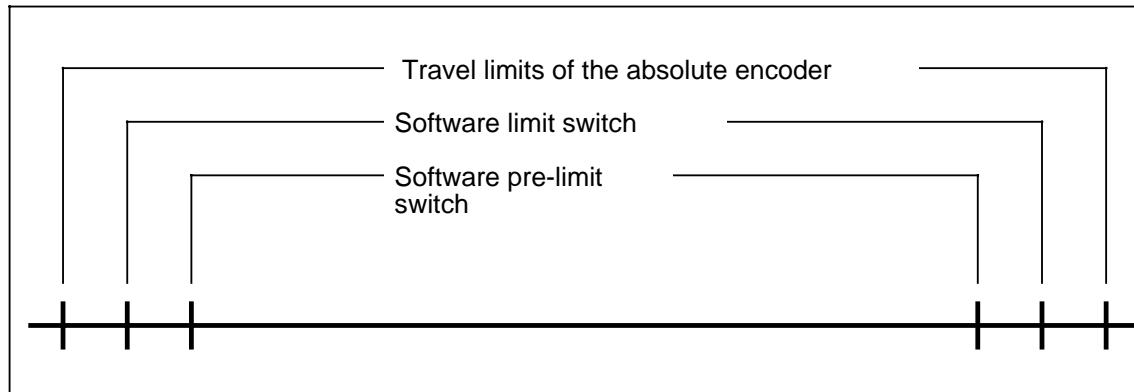 Travel limits of the absolute encoder
Software limit switch
Software pre-limit
switch